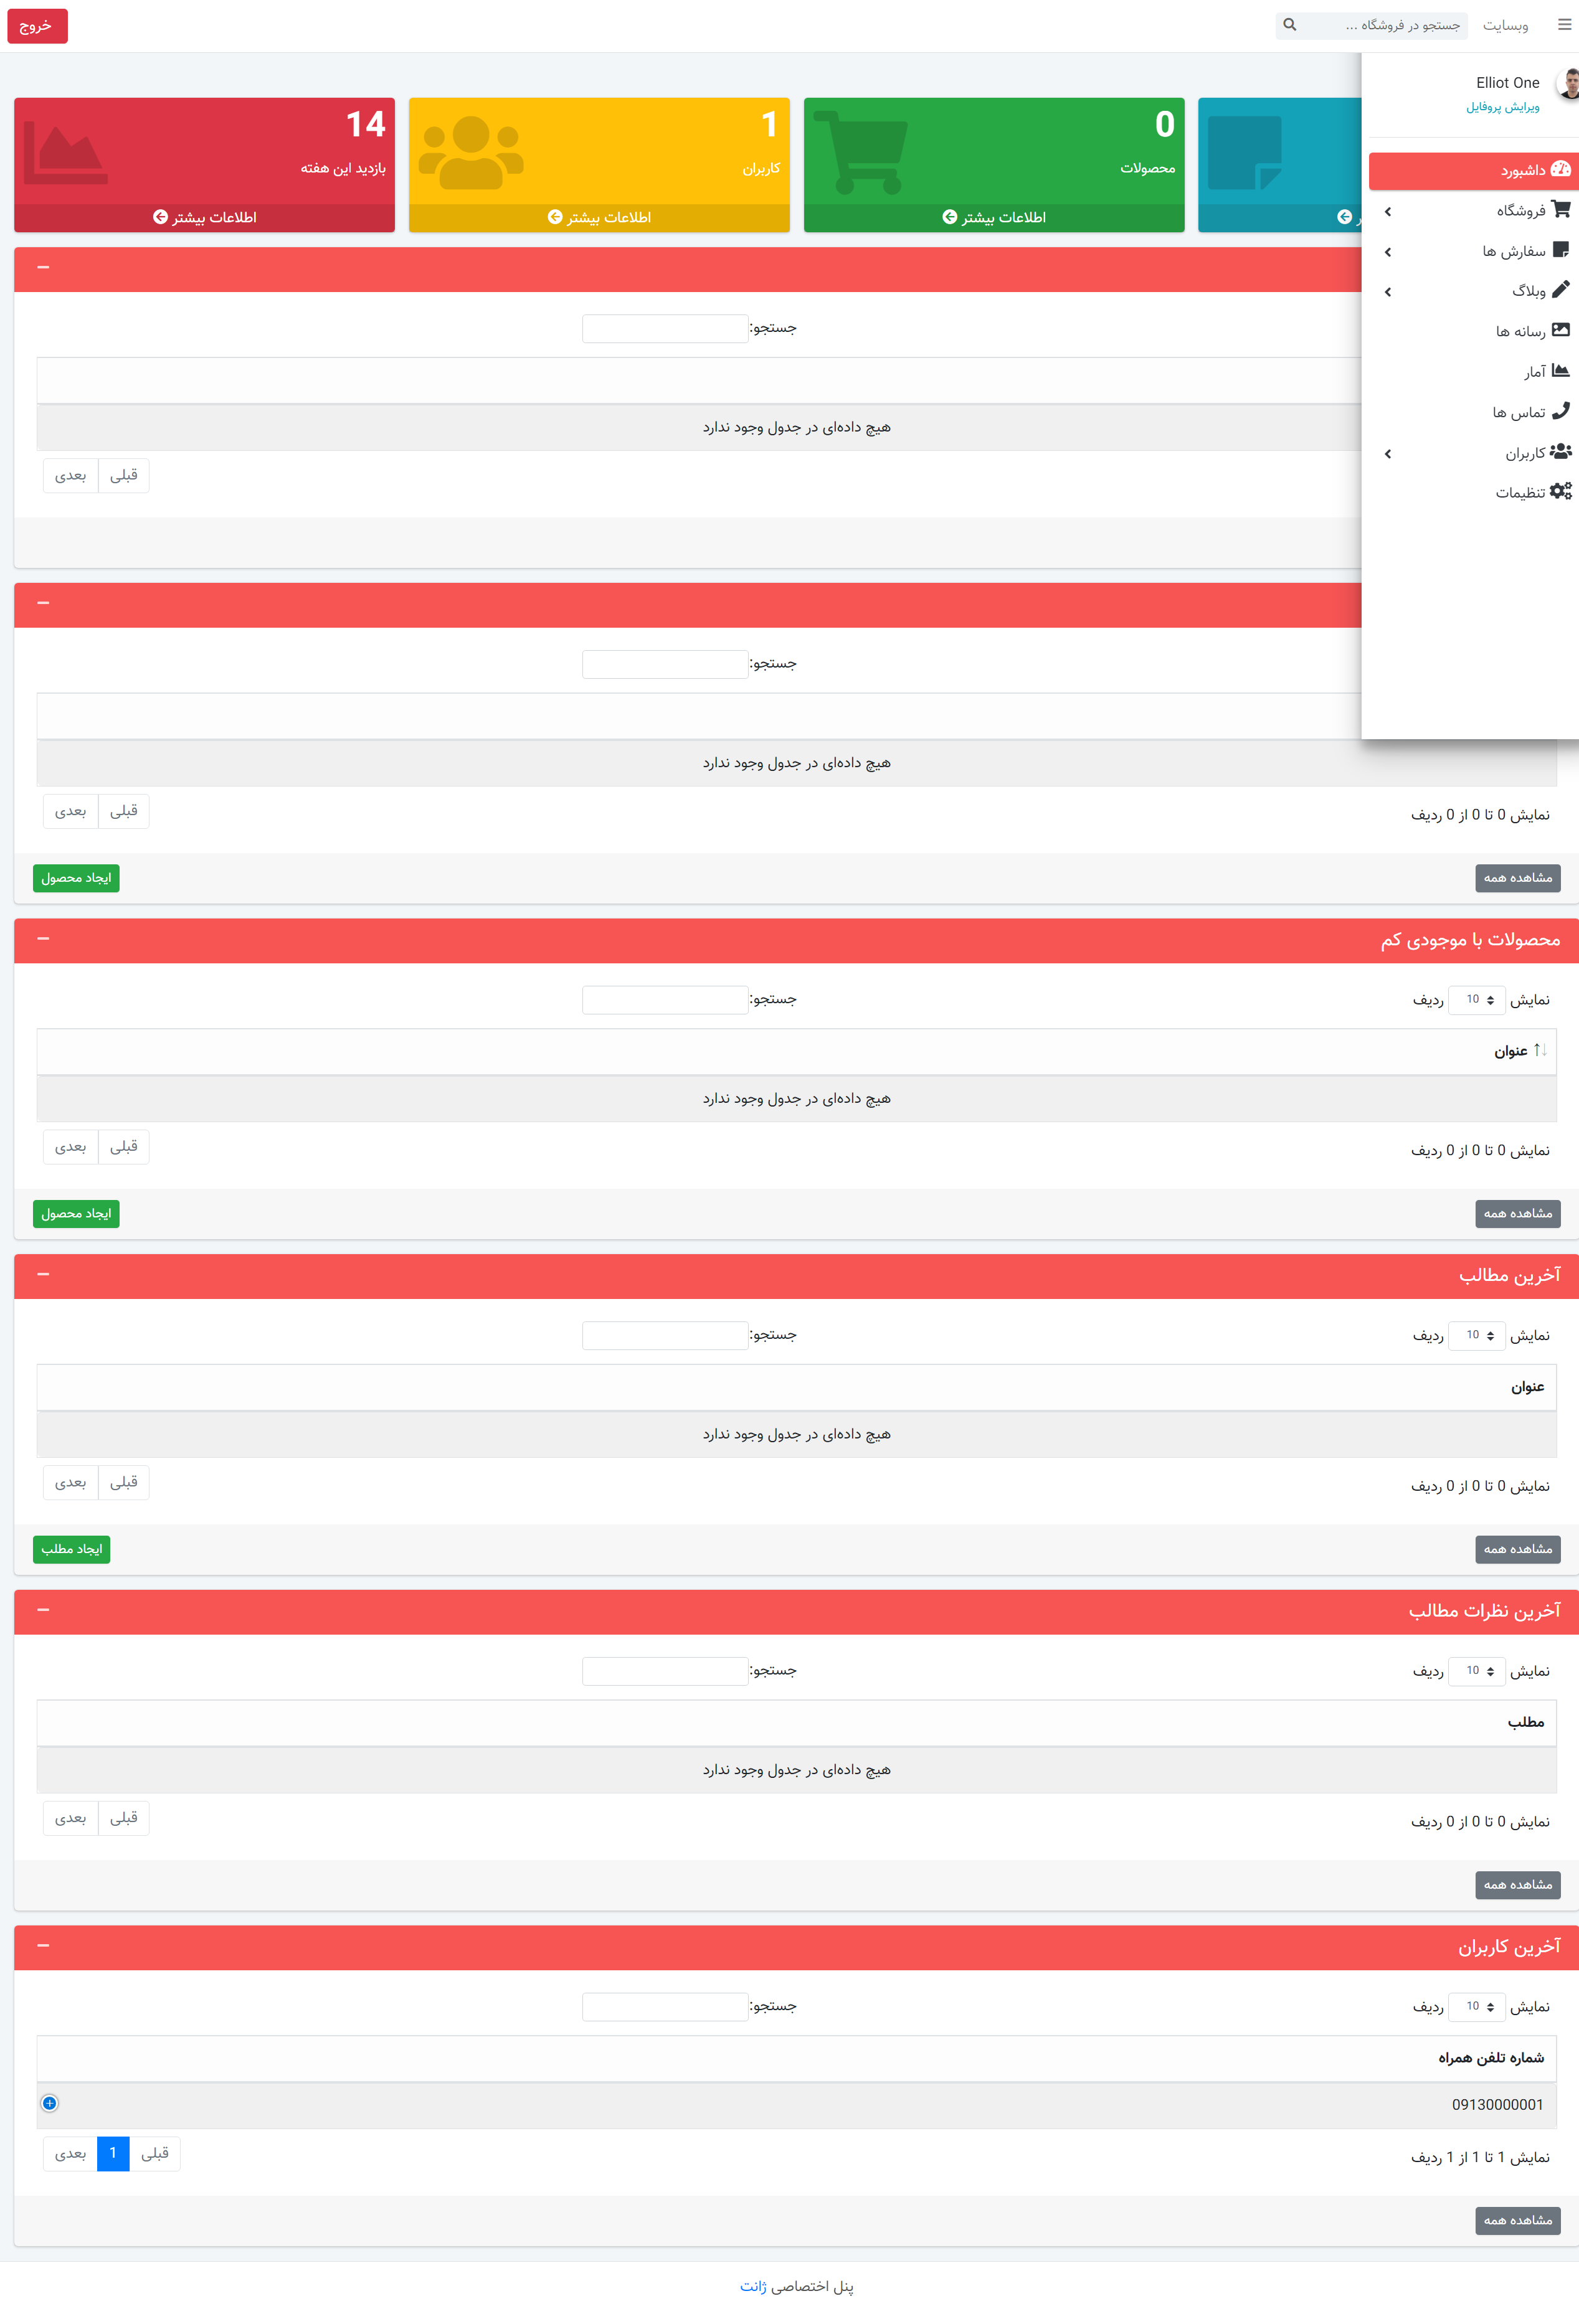 وبسایت
جستجو در فروشگاه ...
خروج
Elliot One
ویرایش پروفایل
داشبورد
فروشگاه
سفارش ها
وبلاگ
رسانه ها
آمار
تماس ها
کاربران
تنظیمات
0
محصولات
اطلاعات بیشتر
1
کاربران
اطلاعات بیشتر
14
بازدید این هفته
اطلاعات بیشتر
جستجو:
هیچ داده‌ای در جدول وجود ندارد
قبلی بعدی
جستجو:
هیچ داده‌ای در جدول وجود ندارد
نمایش 0 تا 0 از 0 ردیف
قبلی بعدی
مشاهده همه
ایجاد محصول
محصولات با موجودی کم
نمایش 10 ردیف
جستجو:
عنوان
هیچ داده‌ای در جدول وجود ندارد
نمایش 0 تا 0 از 0 ردیف
قبلی بعدی
مشاهده همه
ایجاد محصول
آخرین مطالب
نمایش 10 ردیف
جستجو:
عنوان
هیچ داده‌ای در جدول وجود ندارد
نمایش 0 تا 0 از 0 ردیف
قبلی بعدی
مشاهده همه
ایجاد مطلب
آخرین نظرات مطالب
نمایش 10 ردیف
جستجو:
مطلب
هیچ داده‌ای در جدول وجود ندارد
نمایش 0 تا 0 از 0 ردیف
قبلی بعدی
مشاهده همه
آخرین کاربران
نمایش 10 ردیف
جستجو:
شماره تلفن همراه
09130000001
نمایش 1 تا 1 از 1 ردیف
قبلی 1 بعدی
مشاهده همه
پنل اختصاصی ژانت